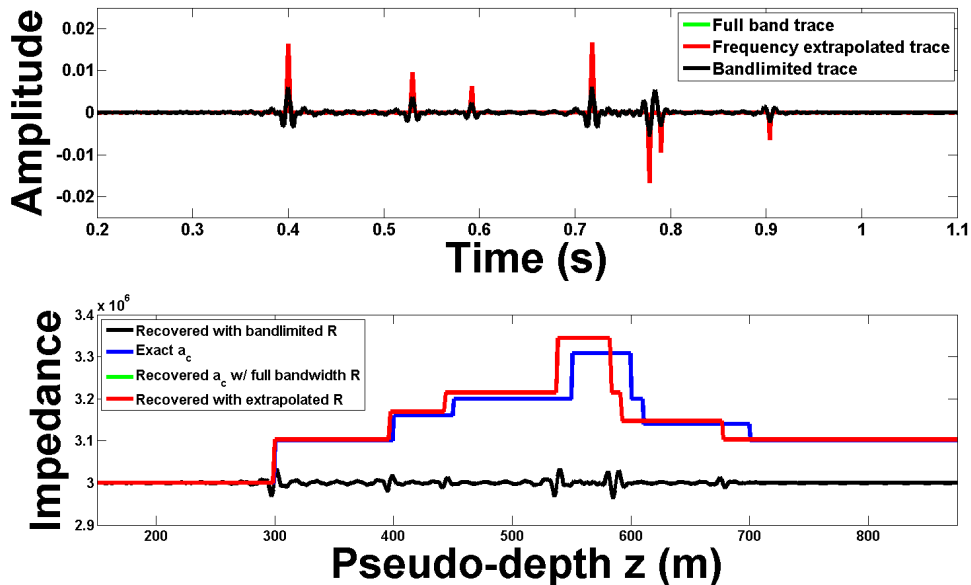 Amplitude
0.02
0.01
0
-0.01
-0.02
Full band trace
Frequency extrapolated trace
Bandlimited trace
0.2 0.3 0.4 0.5 0.6 0.7 0.8 0.9 1 1.1
Time (s)
Impedance
x 10^6
3.4
3.3
3.2
3.1
3
2.9
Recovered with bandlimited R
Exact a_c
Recovered a_c w/ full bandwidth R
Recovered with extrapolated R
200 300 400 500 600 700 800
Pseudo-depth z (m)